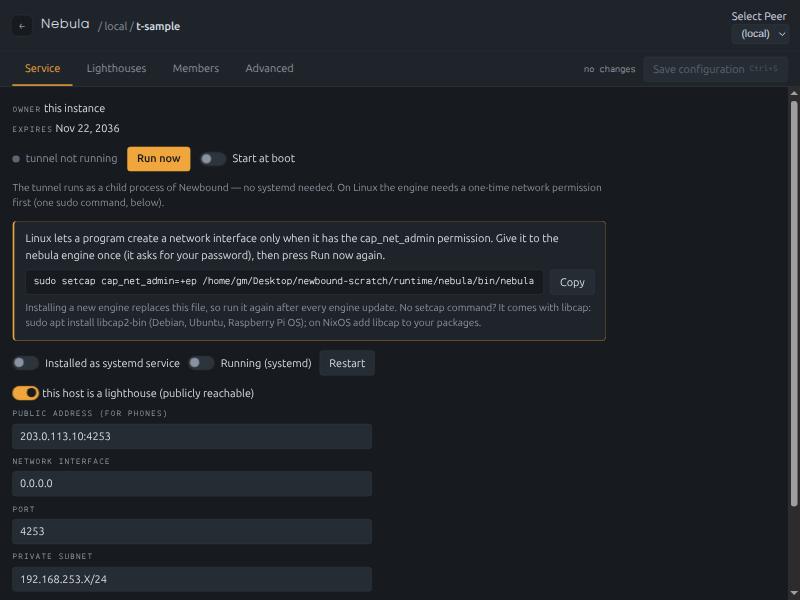 ← Nebula / local / t-sample
Select Peer
(local)
Service Lighthouses Members Advanced no changes Save configuration Ctrl+S
OWNER this instance
EXPIRES Nov 22, 2036
tunnel not running Run now Start at boot
The tunnel runs as a child process of Newbound — no systemd needed. On Linux the engine needs a one-time network permission
first (one sudo command, below).
Linux lets a program create a network interface only when it has the cap_net_admin permission. Give it to the
nebula engine once (it asks for your password), then press Run now again.
sudo setcap cap_net_admin=+ep /home/gm/Desktop/newbound-scratch/runtime/nebula/bin/nebula Copy
Installing a new engine replaces this file, so run it again after every engine update. No setcap command? It comes with libcap:
sudo apt install libcap2-bin (Debian, Ubuntu, Raspberry Pi OS); on NixOS add libcap to your packages.
Installed as systemd service Running (systemd) Restart
this host is a lighthouse (publicly reachable)
PUBLIC ADDRESS (FOR PHONES)
203.0.113.10:4253
NETWORK INTERFACE
0.0.0.0
PORT
4253
PRIVATE SUBNET
192.168.253.X/24